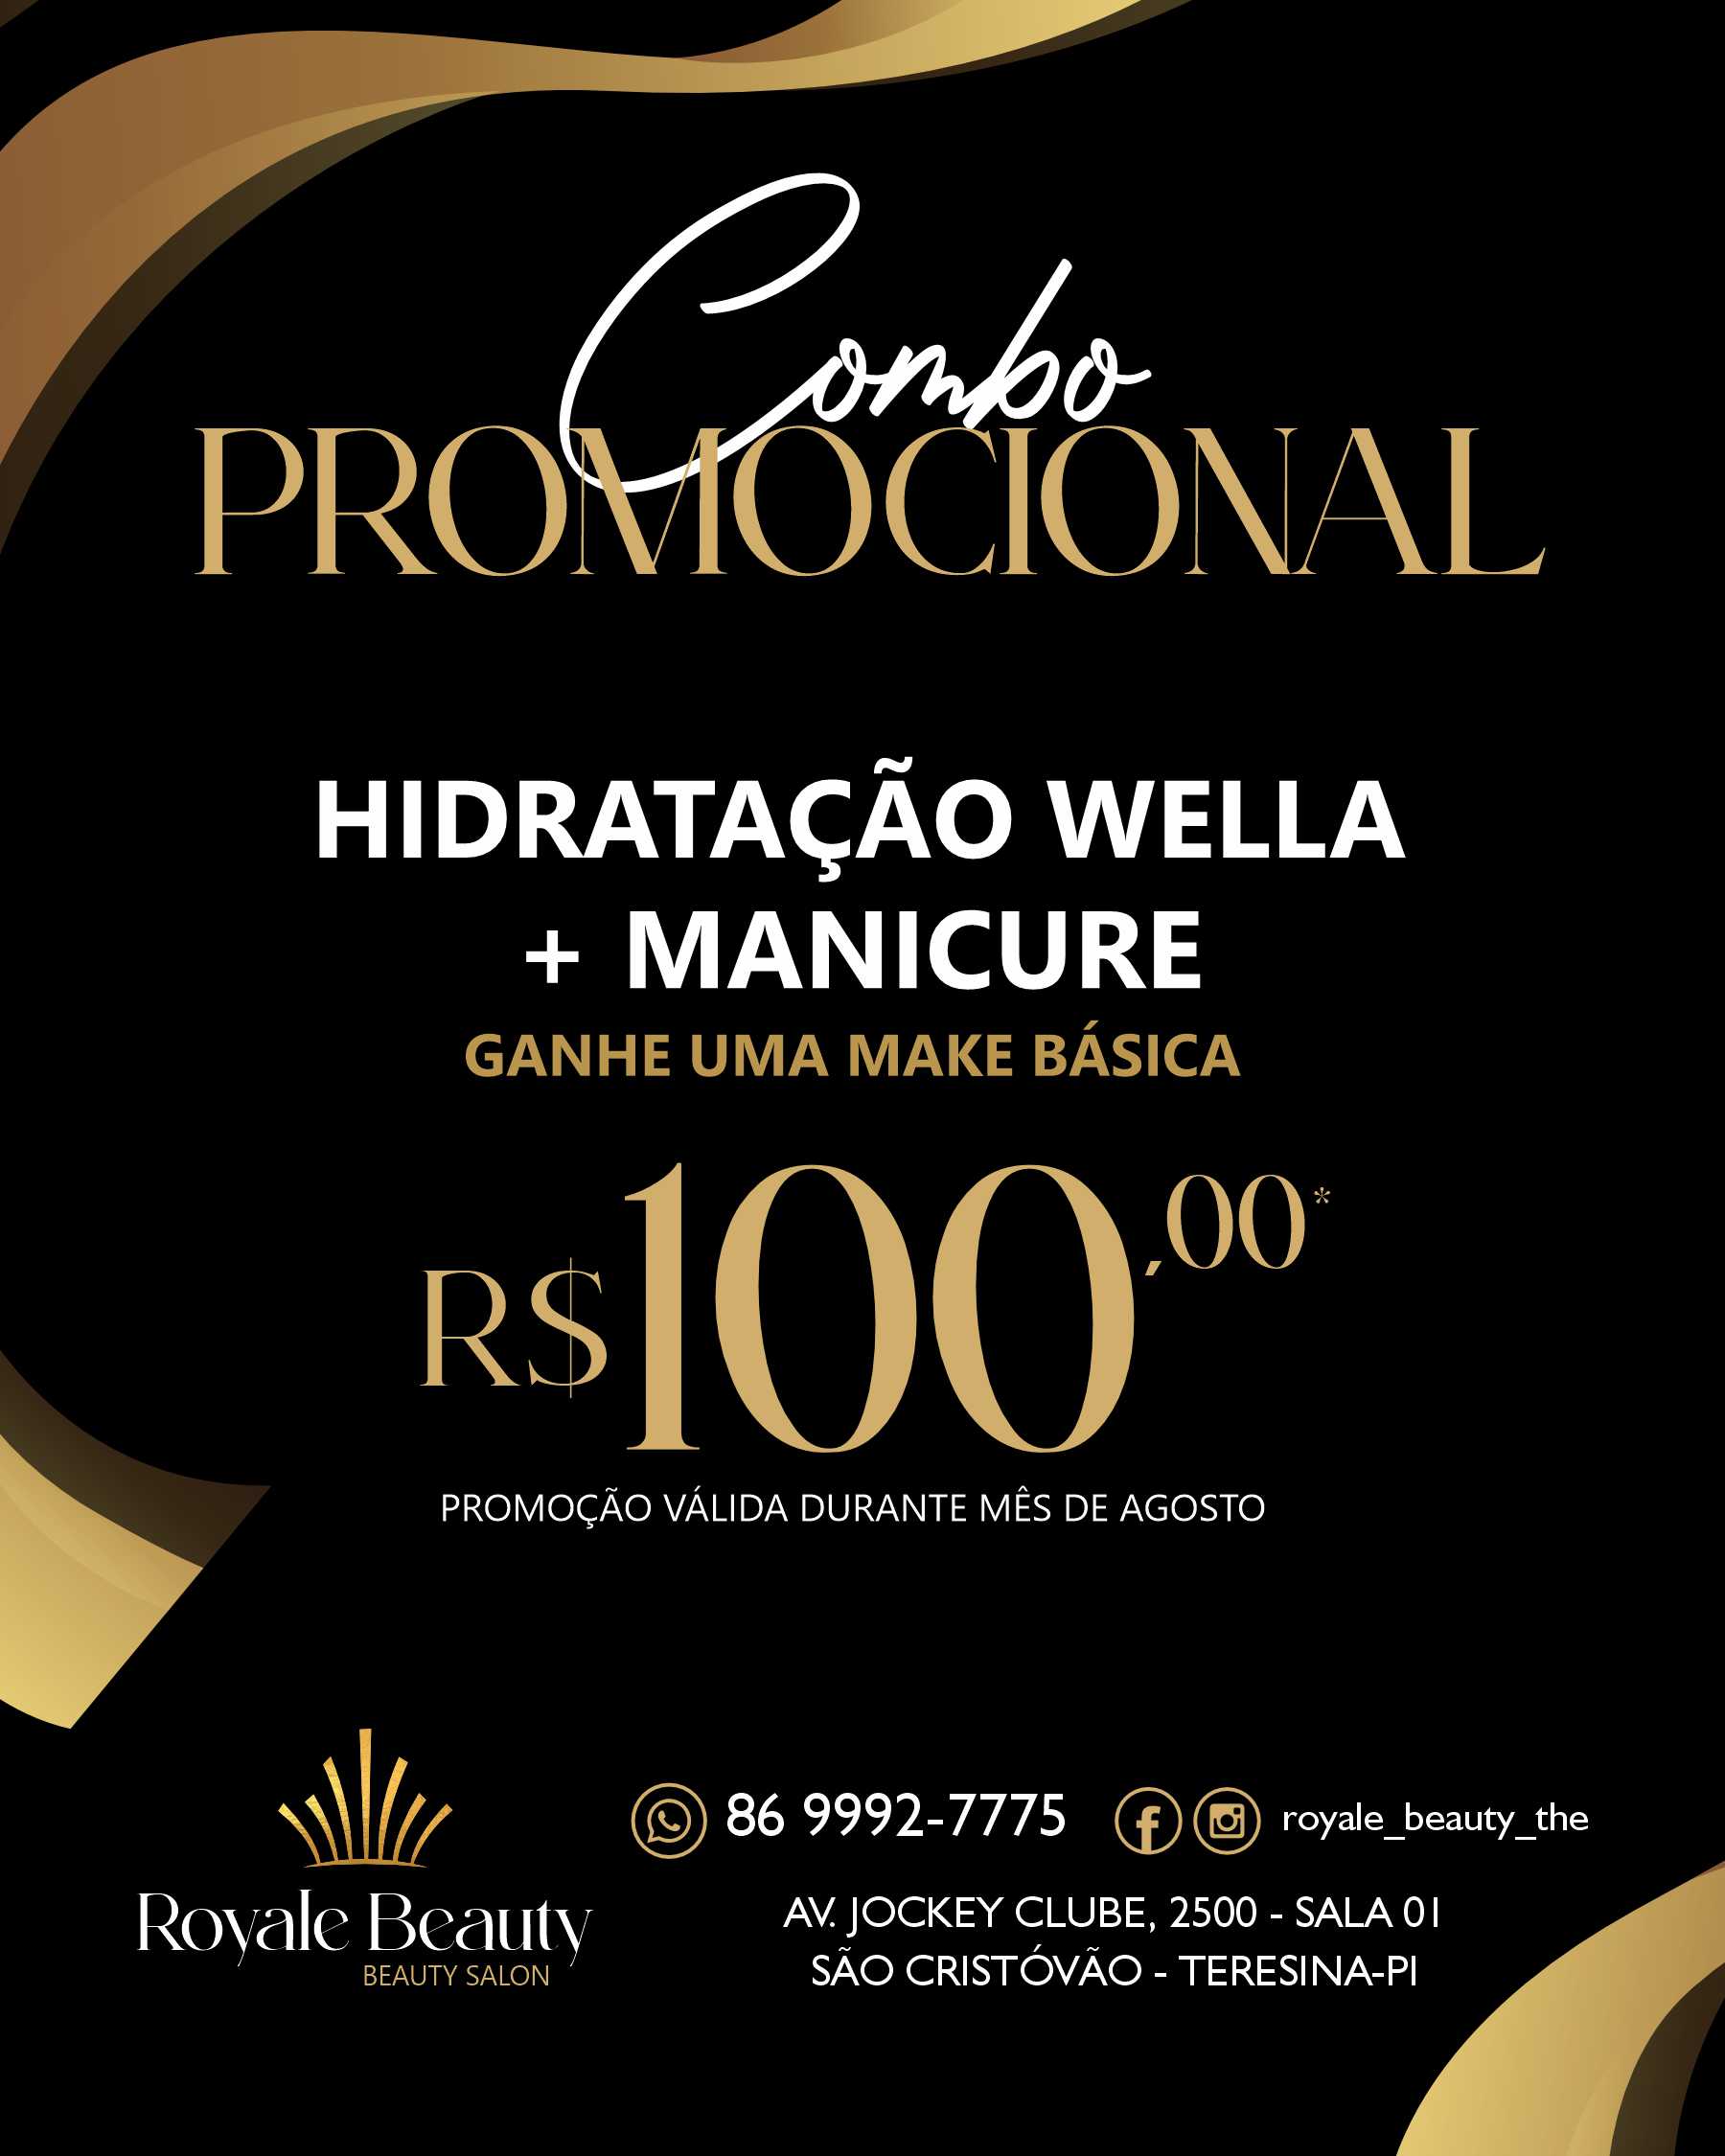 Combo
PROMOCIONAL
HIDRATAÇÃO WELLA
+ MANICURE
GANHE UMA MAKE BÁSICA
R$100,00*
PROMOÇÃO VÁLIDA DURANTE MÊS DE AGOSTO
Royale Beauty
BEAUTY SALON
86 9992-7775
royale_beauty_the
AV. JOCKEY CLUBE, 2500 - SALA 01
SÃO CRISTÓVÃO - TERESINA-PI